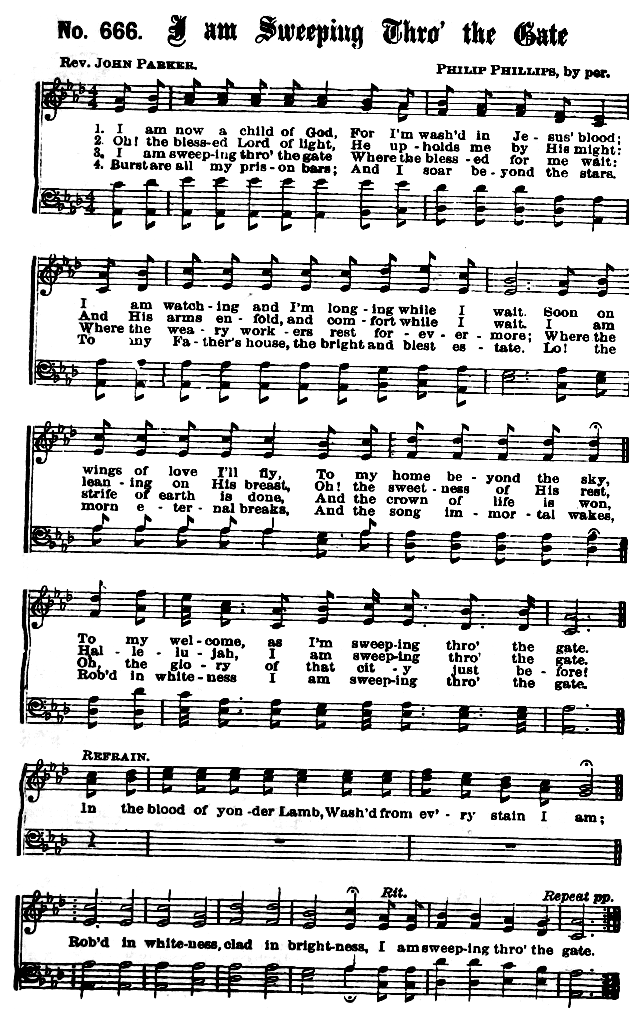 No. 666. I am Sweeping Thro' the Gate
Rev. JOHN PARKER.
PHILIP PHILLIPS, by per.
1. I am now a child of God, For I'm wash'd in Je - sus' blood;
2. Oh! the bless-ed Lord of light, He up - holds me by His might:
3. I am sweep-ing thro' the gate Where the bless - ed for me wait:
4. Burst are all my pris - on bars; And I soar be - yond the stars.
I am watch - ing and I'm long - ing while I wait. Soon on
And His arms en - fold, and com - fort while I wait. I am
Where the wea - ry work - ers rest for - ev - er - more; Where the
To my Fa - ther's house, the bright and blest es - tate. Lo! the
wings of love I'll fly, To my home be - yond the sky,
lean - ing on His breast, Oh! the sweet - ness of His rest,
strife of earth is done, And the crown of life is won,
morn e - ter - nal breaks, And the song im - mor - tal wakes,
To my wel - come, as I'm sweep-ing thro' the gate.
Hal - le - lu - jah, I am sweep-ing thro' the gate.
Oh, the glo - ry of that cit - y just be - fore!
Rob'd in white-ness I am sweep-ing thro' the gate.
REFRAIN.
In the blood of yon-der Lamb, Wash'd from ev' - ry stain I am;
Rit.
Repeat pp.
Rob'd in white-ness, clad in bright-ness, I am sweep-ing thro' the gate.